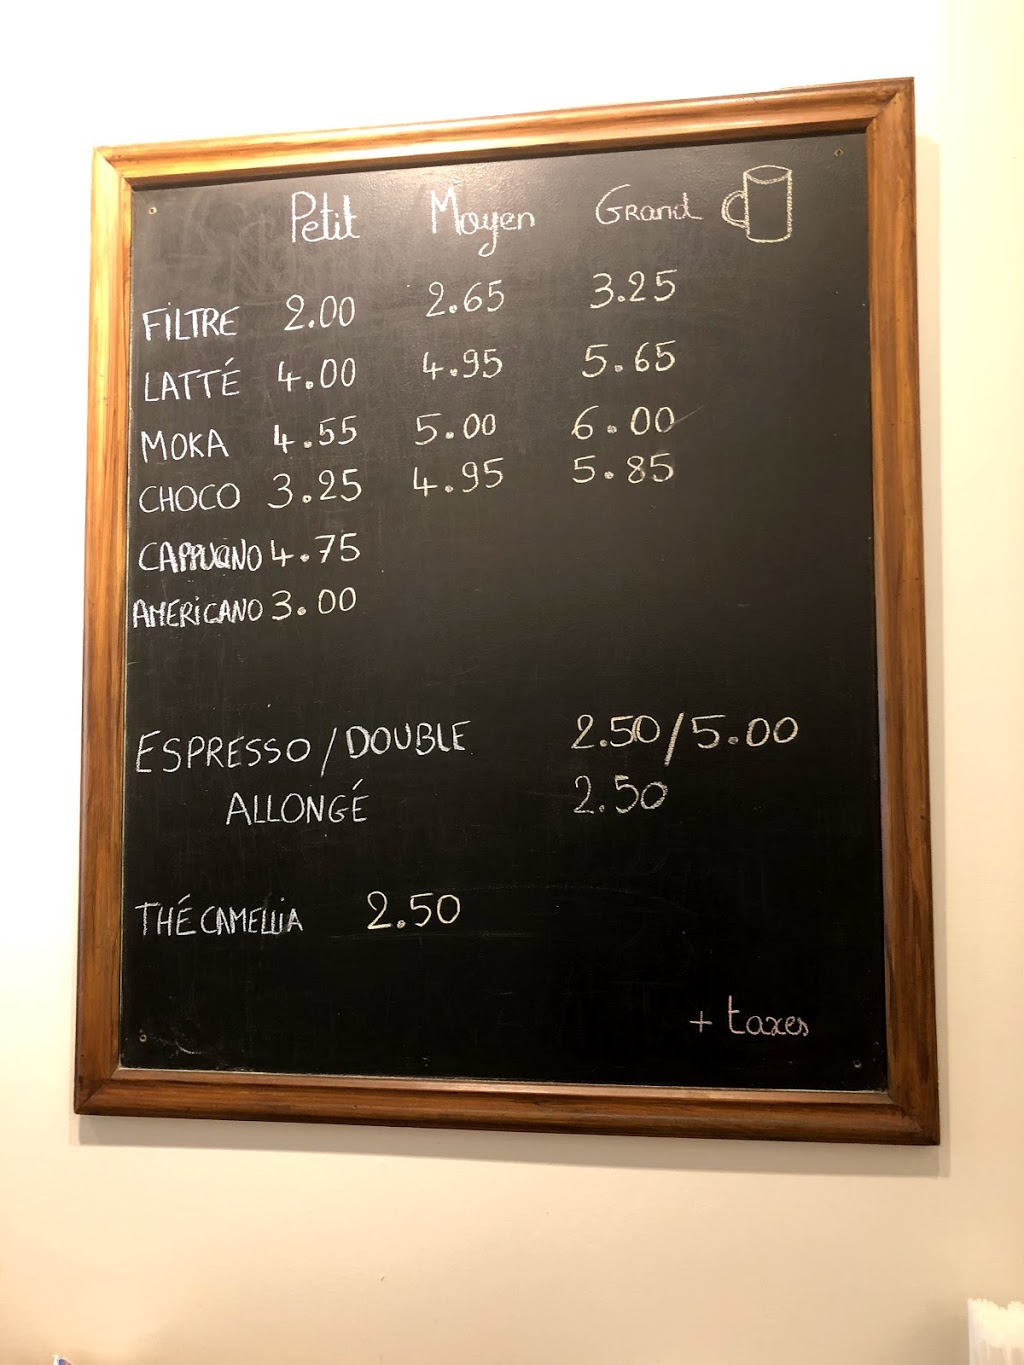 Petit Moyen Grand
FILTRE 2.00 2.65 3.25
LATTÉ 4.00 4.95 5.65
MOKA 4.55 5.00 6.00
CHOCO 3.25 4.95 5.85
CAPPUCINO 4.75
AMERICANO 3.00
ESPRESSO/DOUBLE 2.50/5.00
ALLONGÉ 2.50
THÉ CAMELLIA 2.50
+ taxes